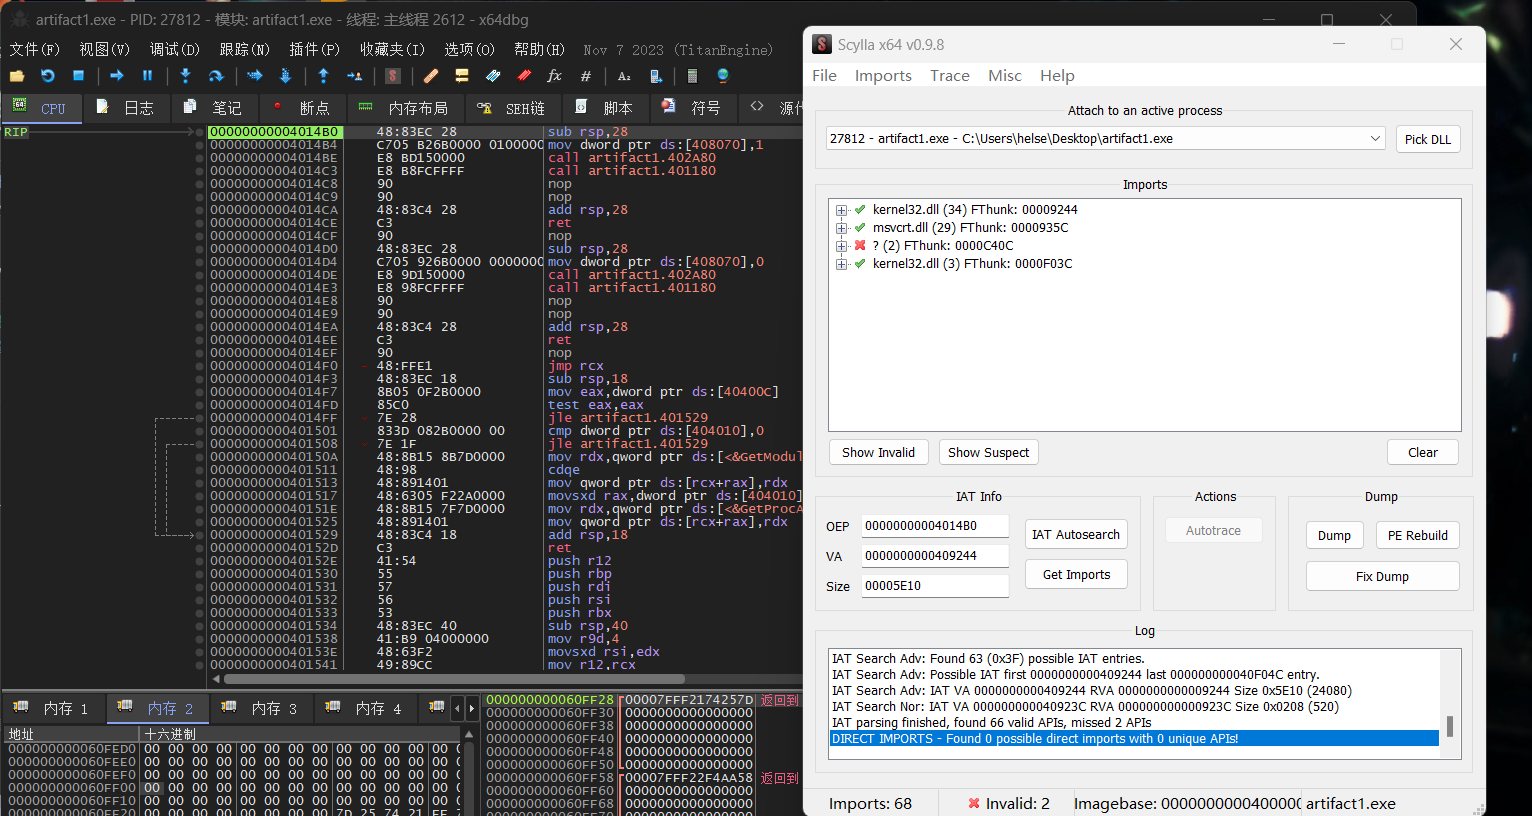 artifact1.exe - PID: 27812 - 模块: artifact1.exe - 线程: 主线程 2612 - x64dbg
文件(F) 视图(V) 调试(D) 跟踪(N) 插件(P) 收藏夹(I) 选项(O) 帮助(H) Nov 7 2023 (TitanEngine)
CPU 日志 笔记 断点 内存布局 SEH链 脚本 符号 源代
RIP
00000000004014B0 48:83EC 28 sub rsp,28
00000000004014B4 C705 B26B0000 0100000 mov dword ptr ds:[408070],1
00000000004014BE E8 BD150000 call artifact1.402A80
00000000004014C3 E8 B8FCFFFF call artifact1.401180
00000000004014C8 90 nop
00000000004014C9 90 nop
00000000004014CA 48:83C4 28 add rsp,28
00000000004014CE C3 ret
00000000004014CF 90 nop
00000000004014D0 48:83EC 28 sub rsp,28
00000000004014D4 C705 926B0000 0000000 mov dword ptr ds:[408070],0
00000000004014DE E8 9D150000 call artifact1.402A80
00000000004014E3 E8 98FCFFFF call artifact1.401180
00000000004014E8 90 nop
00000000004014E9 90 nop
00000000004014EA 48:83C4 28 add rsp,28
00000000004014EE C3 ret
00000000004014EF 90 nop
00000000004014F0 48:FFE1 jmp rcx
00000000004014F3 48:83EC 18 sub rsp,18
00000000004014F7 8B05 0F2B0000 mov eax,dword ptr ds:[40400C]
00000000004014FD 85C0 test eax,eax
00000000004014FF 7E 28 jle artifact1.401529
0000000000401501 833D 082B0000 00 cmp dword ptr ds:[404010],0
0000000000401508 7E 1F jle artifact1.401529
000000000040150A 48:8B15 8B7D0000 mov rdx,qword ptr ds:[<&GetModul
0000000000401511 48:98 cdqe
0000000000401513 48:891401 mov qword ptr ds:[rcx+rax],rdx
0000000000401517 48:6305 F22A0000 movsxd rax,dword ptr ds:[404010]
000000000040151E 48:8B15 7F7D0000 mov rdx,qword ptr ds:[<&GetProcA
0000000000401525 48:891401 mov qword ptr ds:[rcx+rax],rdx
0000000000401529 48:83C4 18 add rsp,18
000000000040152D C3 ret
000000000040152E 41:54 push r12
0000000000401530 55 push rbp
0000000000401531 57 push rdi
0000000000401532 56 push rsi
0000000000401533 53 push rbx
0000000000401534 48:83EC 40 sub rsp,40
0000000000401538 41:B9 04000000 mov r9d,4
000000000040153E 48:63F2 movsxd rsi,edx
0000000000401541 49:89CC mov r12,rcx
内存 1 内存 2 内存 3 内存 4
地址 十六进制
000000000060FED0 00 00 00 00 00 00 00 00 00 00 00 00 0
000000000060FEE0 00 00 00 00 00 00 00 00 00 00 00 00 0
000000000060FEF0 00 00 00 00 00 00 00 00 00 00 00 00 0
000000000060FF00 00 00 00 00 00 00 00 00 00 00 00 00 0
000000000060FF10 00 00 00 00 00 00 00 00 00 00 00 00 0
000000000060FF28 00007FFF2174257D 返回到
000000000060FF30 0000000000000000
000000000060FF38 0000000000000000
000000000060FF40 0000000000000000
000000000060FF48 0000000000000000
000000000060FF50 0000000000000000
000000000060FF58 00007FFF22F4AA58 返回到
000000000060FF60 0000000000000000
000000000060FF68 0000000000000000
Scylla x64 v0.9.8
File Imports Trace Misc Help
Attach to an active process
27812 - artifact1.exe - C:\Users\helse\Desktop\artifact1.exe
Pick DLL
Imports
kernel32.dll (34) FThunk: 00009244
msvcrt.dll (29) FThunk: 0000935C
? (2) FThunk: 0000C40C
kernel32.dll (3) FThunk: 0000F03C
Show Invalid Show Suspect Clear
IAT Info
OEP 00000000004014B0
VA 0000000000409244
Size 00005E10
IAT Autosearch
Get Imports
Actions
Autotrace
Dump
Dump PE Rebuild
Fix Dump
Log
IAT Search Adv: Found 63 (0x3F) possible IAT entries.
IAT Search Adv: Possible IAT first 0000000000409244 last 000000000040F04C entry.
IAT Search Adv: IAT VA 0000000000409244 RVA 0000000000009244 Size 0x5E10 (24080)
IAT Search Nor: IAT VA 000000000040923C RVA 000000000000923C Size 0x0208 (520)
IAT parsing finished, found 66 valid APIs, missed 2 APIs
DIRECT IMPORTS - Found 0 possible direct imports with 0 unique APIs!
Imports: 68 Invalid: 2 Imagebase: 0000000000400000 artifact1.exe